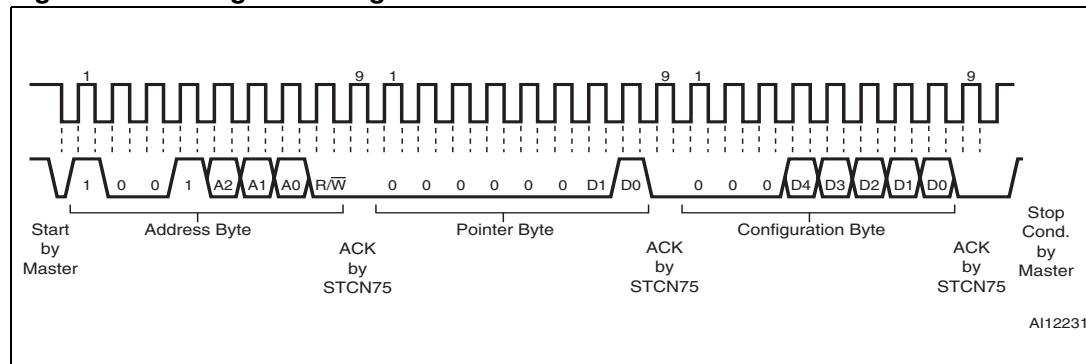 1 9 1 9 1 9
1 0 0 1 A2 A1 A0 R/W̅ 0 0 0 0 0 0 D1 D0 0 0 0 D4 D3 D2 D1 D0
Start
by
Master
Address Byte
ACK
by
STCN75
Pointer Byte
ACK
by
STCN75
Configuration Byte
ACK
by
STCN75
Stop
Cond.
by
Master
AI12231